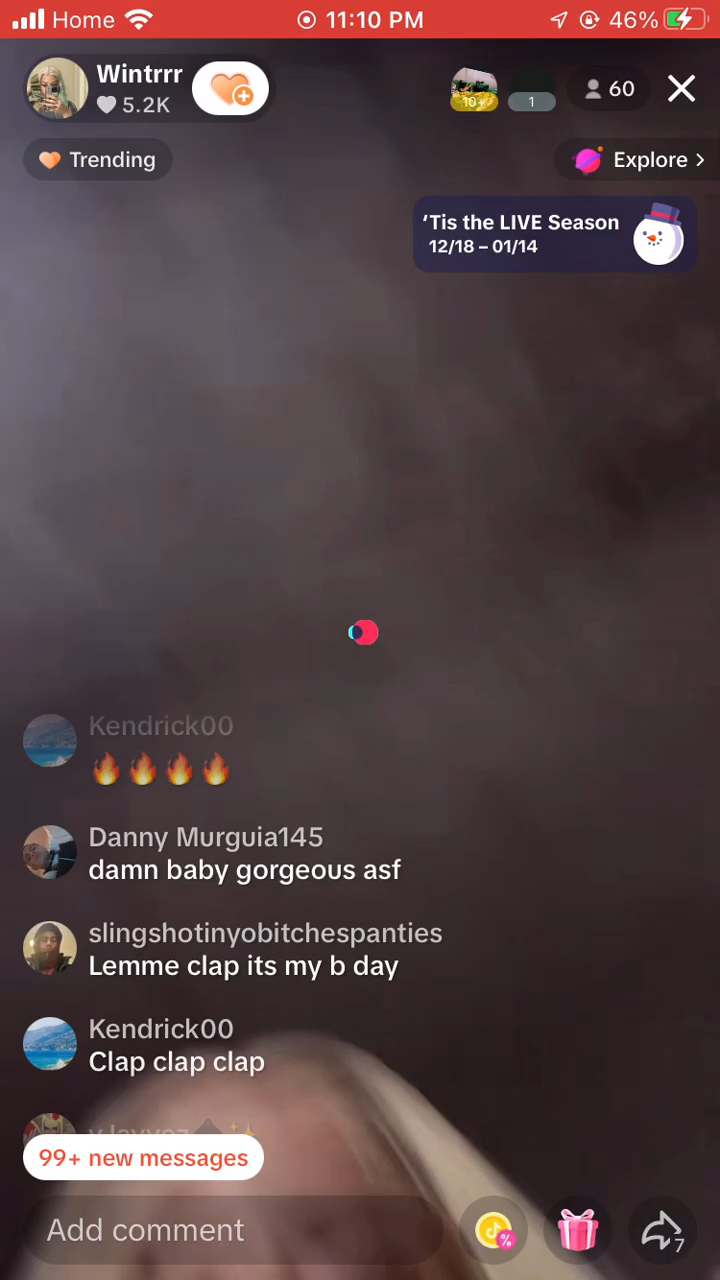 Home 11:10 PM 46%
Wintrrr
5.2K
10+ 1 60
Trending
Explore
‘Tis the LIVE Season
12/18 – 01/14
Kendrick00
🔥🔥🔥🔥
Danny Murguia145
damn baby gorgeous asf
slingshotinyobitchespanties
Lemme clap its my b day
Kendrick00
Clap clap clap
99+ new messages
Add comment
7